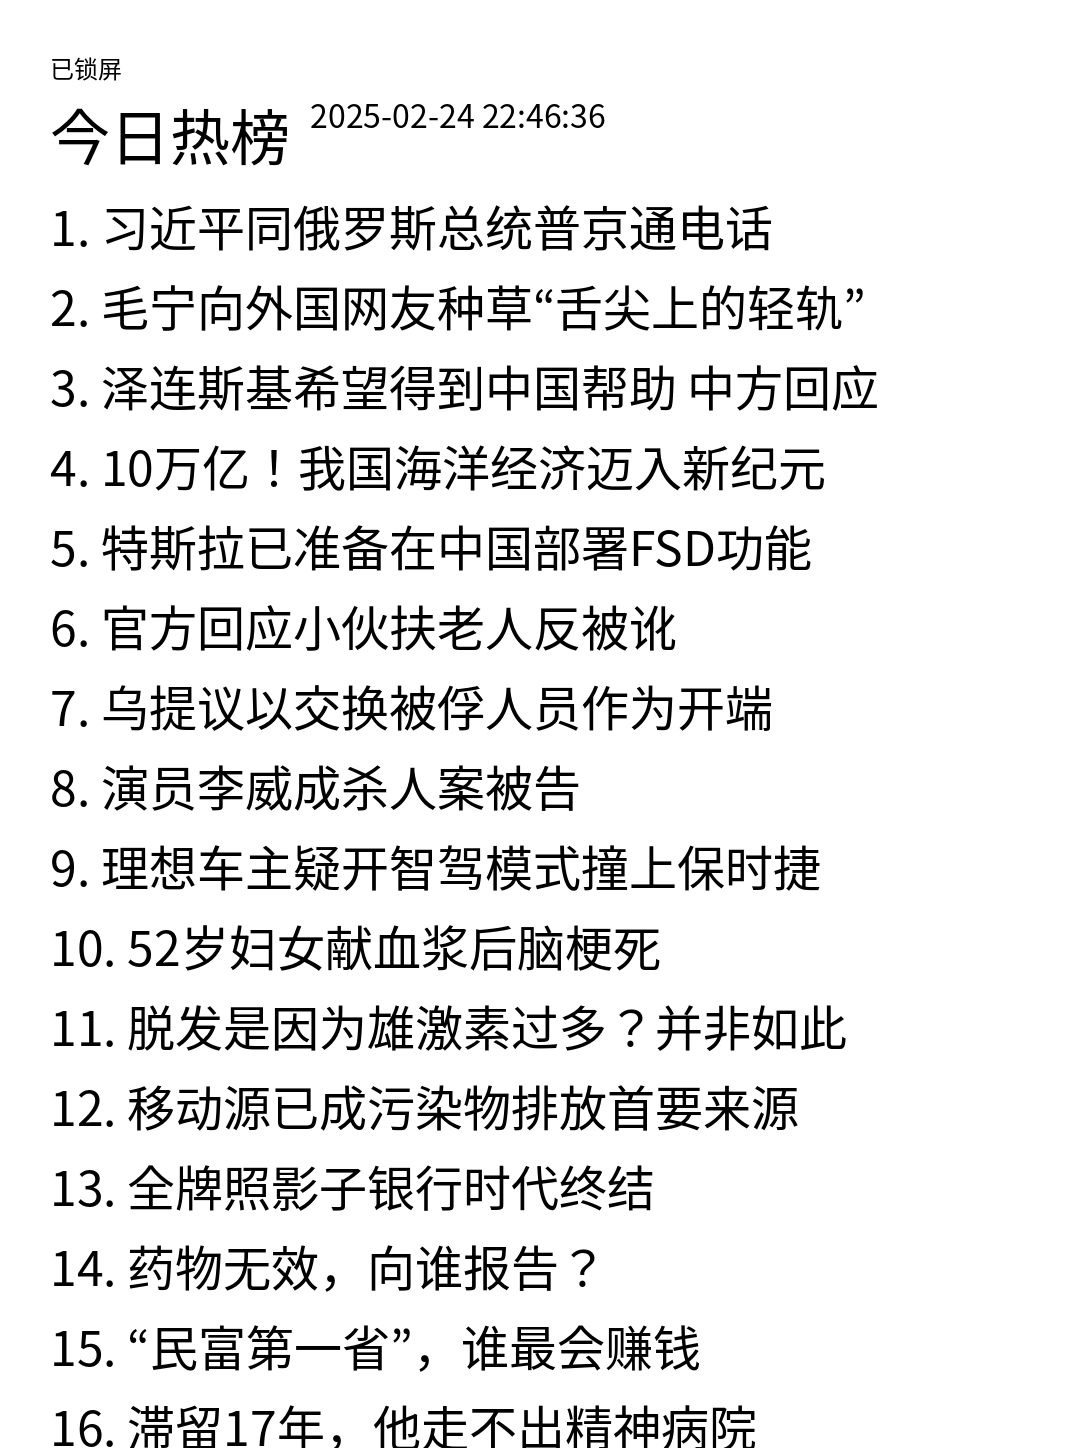 已锁屏
今日热榜 2025-02-24 22:46:36
1. 习近平同俄罗斯总统普京通电话
2. 毛宁向外国网友种草“舌尖上的轻轨”
3. 泽连斯基希望得到中国帮助 中方回应
4. 10万亿！我国海洋经济迈入新纪元
5. 特斯拉已准备在中国部署FSD功能
6. 官方回应小伙扶老人反被讹
7. 乌提议以交换被俘人员作为开端
8. 演员李威成杀人案被告
9. 理想车主疑开智驾模式撞上保时捷
10. 52岁妇女献血浆后脑梗死
11. 脱发是因为雄激素过多？并非如此
12. 移动源已成污染物排放首要来源
13. 全牌照影子银行时代终结
14. 药物无效，向谁报告？
15. “民富第一省”，谁最会赚钱
16. 滞留17年，他走不出精神病院